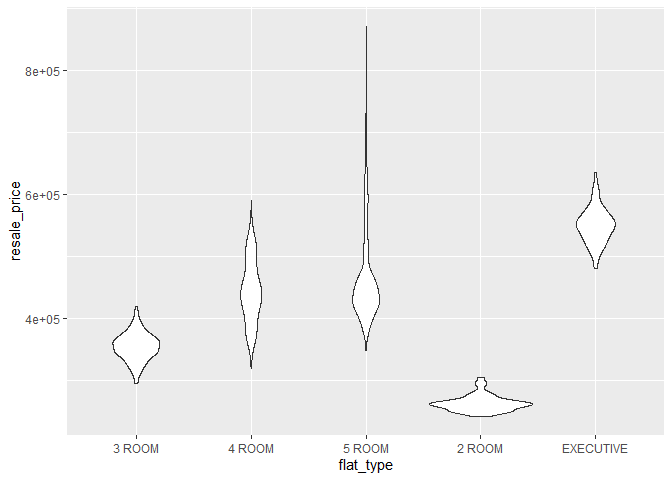 8e+05
6e+05
4e+05
resale_price
3 ROOM
4 ROOM
5 ROOM
2 ROOM
EXECUTIVE
flat_type